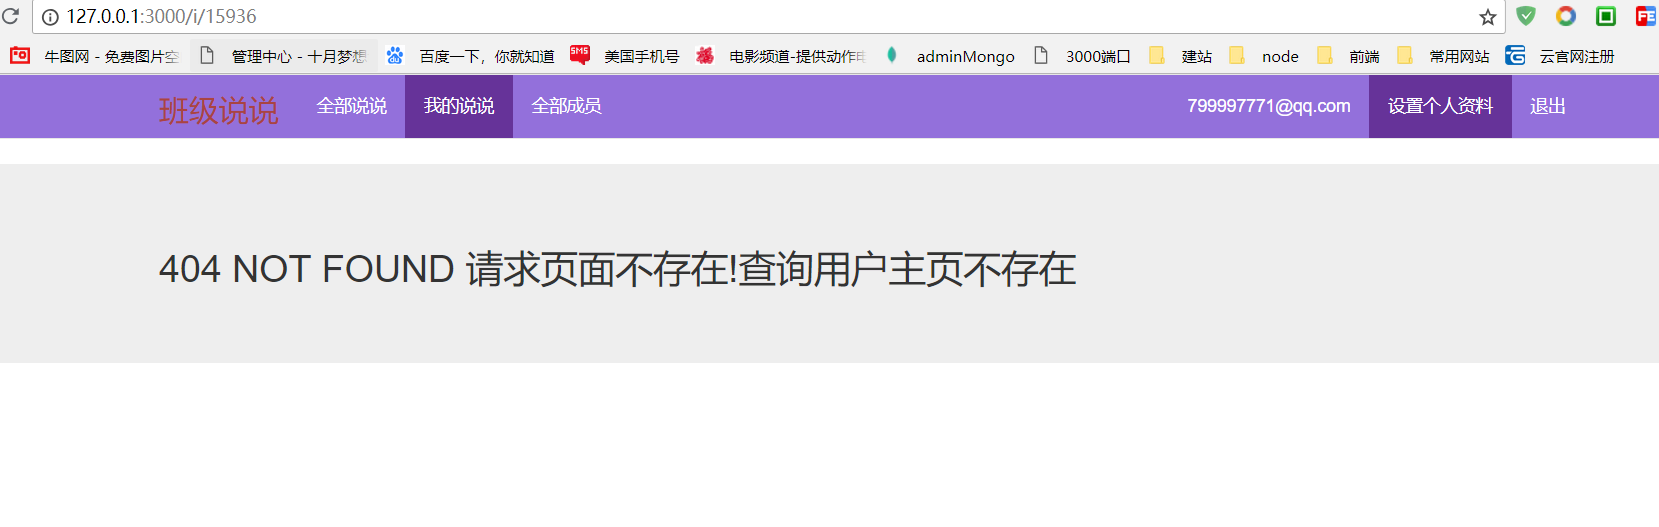 127.0.0.1:3000/i/15936
牛图网 - 免费图片空 管理中心 - 十月梦想 百度一下，你就知道 SMS 美国手机号 电影频道-提供动作电 adminMongo 3000端口 建站 node 前端 常用网站 云官网注册
班级说说 全部说说 我的说说 全部成员 799997771@qq.com 设置个人资料 退出
404 NOT FOUND 请求页面不存在!查询用户主页不存在